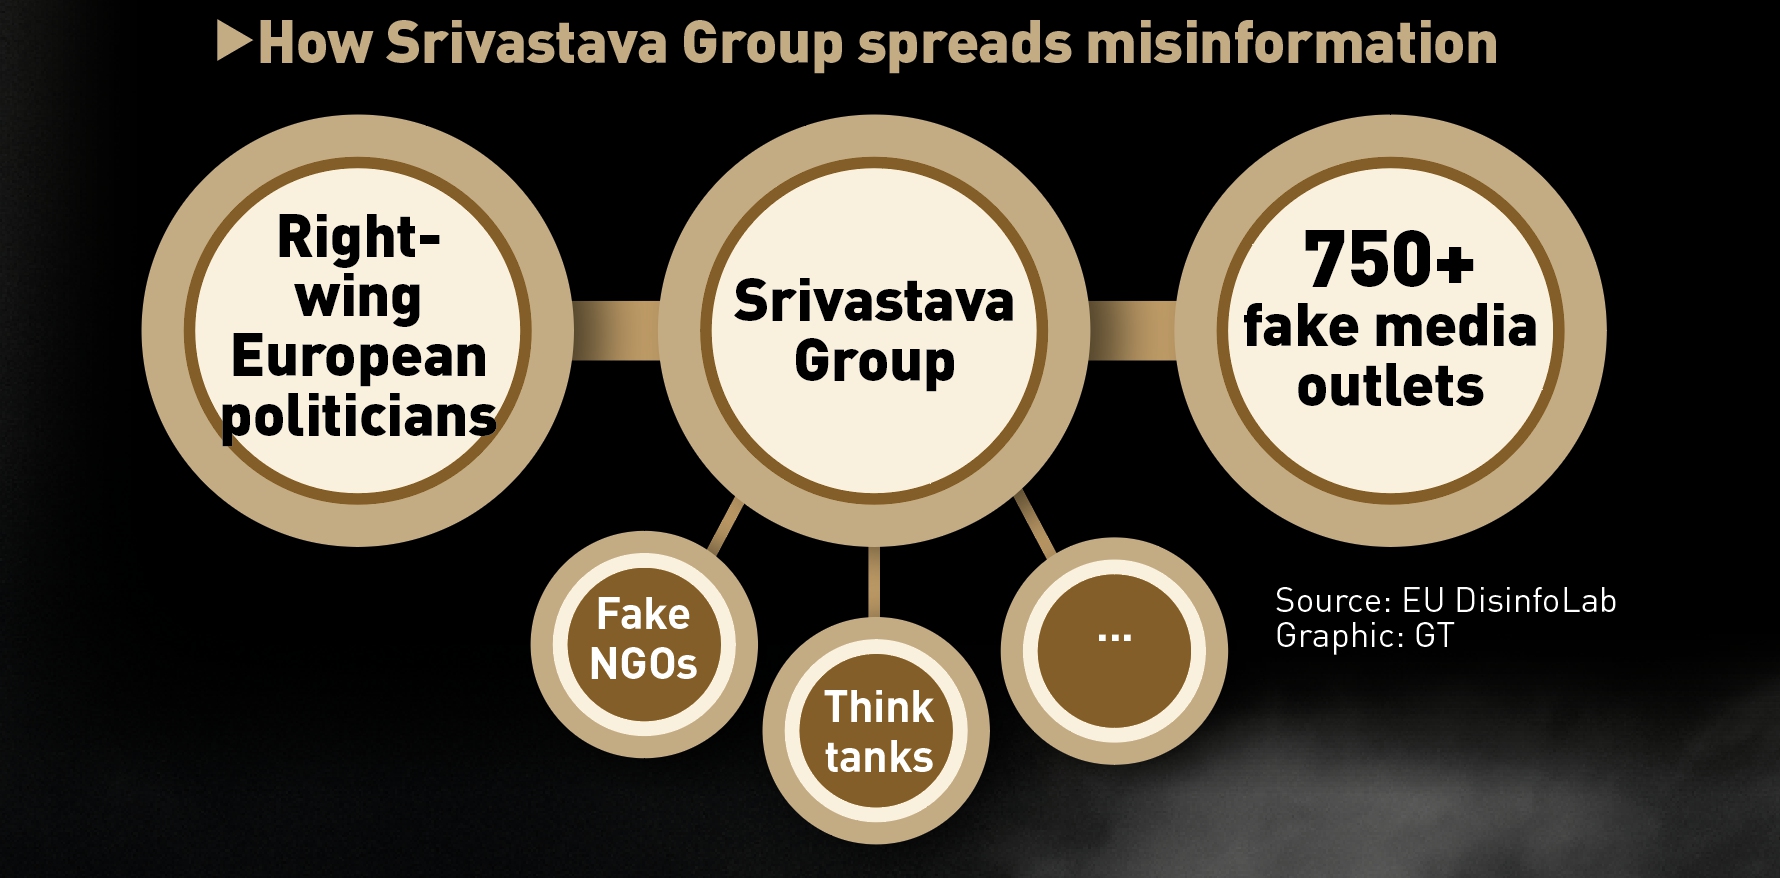 How Srivastava Group spreads misinformation
Right-
wing
European
politicians
Srivastava
Group
750+
fake media
outlets
Fake
NGOs
Think
tanks
...
Source: EU DisinfoLab
Graphic: GT